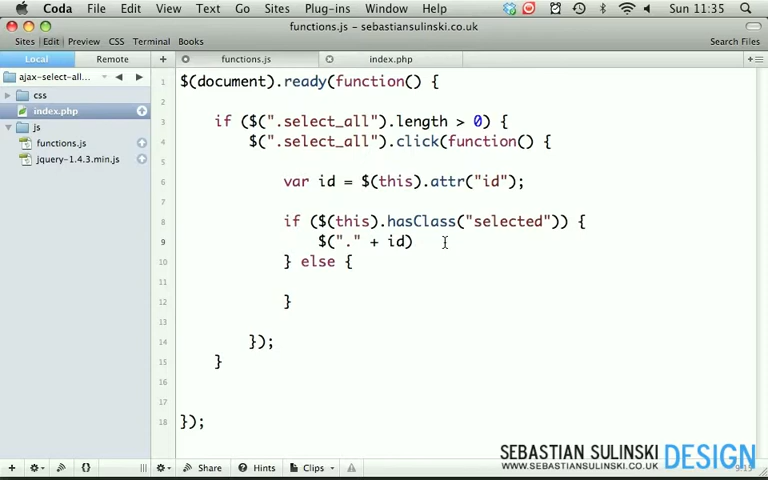 Coda File Edit View Text Go Sites Plug-ins Window Sun 11:35
functions.js - sebastiansulinski.co.uk
Sites Edit Preview CSS Terminal Books Search Files
Local Remote functions.js index.php
ajax-select-all...
css
index.php
js
functions.js
jquery-1.4.3.min.js
1 $(document).ready(function() {
2
3 if ($(".select_all").length > 0) {
4 $(".select_all").click(function() {
5
6 var id = $(this).attr("id");
7
8 if ($(this).hasClass("selected")) {
9 $("." + id)
10 } else {
11
12 }
13
14 });
15 }
16
17
18 });
SEBASTIAN SULINSKI DESIGN
WWW.SEBASTIANSULINSKI.CO.UK
Share Hints Clips